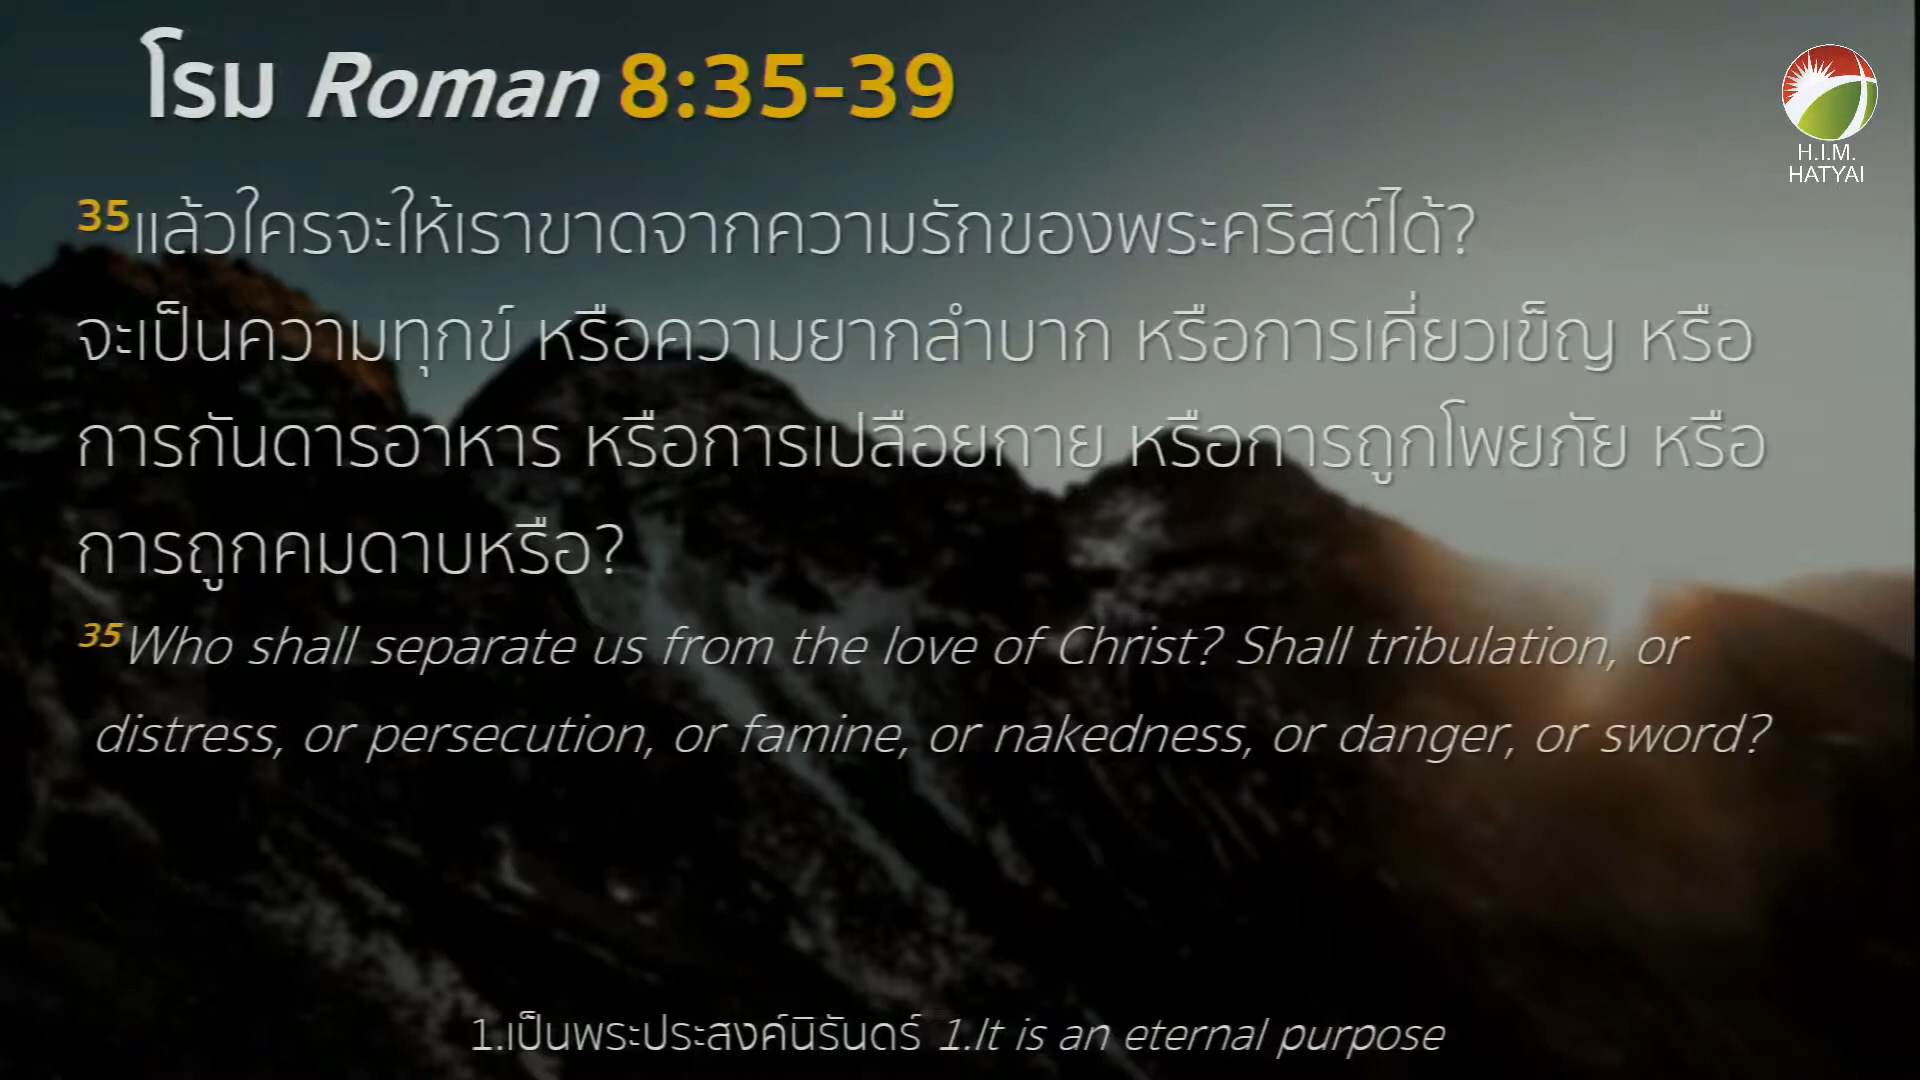 โรม Roman 8:35-39
H.I.M.
HATYAI
35แล้วใครจะให้เราขาดจากความรักของพระคริสต์ได้?
จะเป็นความทุกข์ หรือความยากลำบาก หรือการเคี่ยวเข็ญ หรือ
การกันดารอาหาร หรือการเปลือยกาย หรือการถูกโพยภัย หรือ
การถูกคมดาบหรือ?
35Who shall separate us from the love of Christ? Shall tribulation, or
distress, or persecution, or famine, or nakedness, or danger, or sword?
1.เป็นพระประสงค์นิรันดร์ 1.It is an eternal purpose